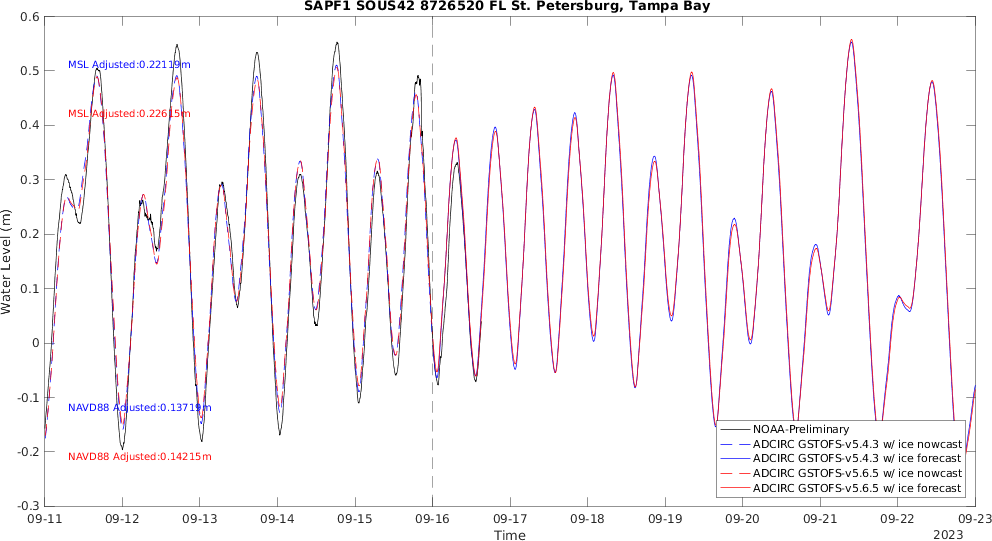 SAPF1 SOUS42 8726520 FL St. Petersburg, Tampa Bay
0.6
0.5
0.4
0.3
0.2
0.1
0
-0.1
-0.2
-0.3
Water Level (m)
MSL Adjusted:0.22119m
MSL Adjusted:0.22615m
NAVD88 Adjusted:0.13719m
NAVD88 Adjusted:0.14215m
NOAA-Preliminary
ADCIRC GSTOFS-v5.4.3 w/ ice nowcast
ADCIRC GSTOFS-v5.4.3 w/ ice forecast
ADCIRC GSTOFS-v5.6.5 w/ ice nowcast
ADCIRC GSTOFS-v5.6.5 w/ ice forecast
09-11 09-12 09-13 09-14 09-15 09-16 09-17 09-18 09-19 09-20 09-21 09-22 09-23
Time
2023